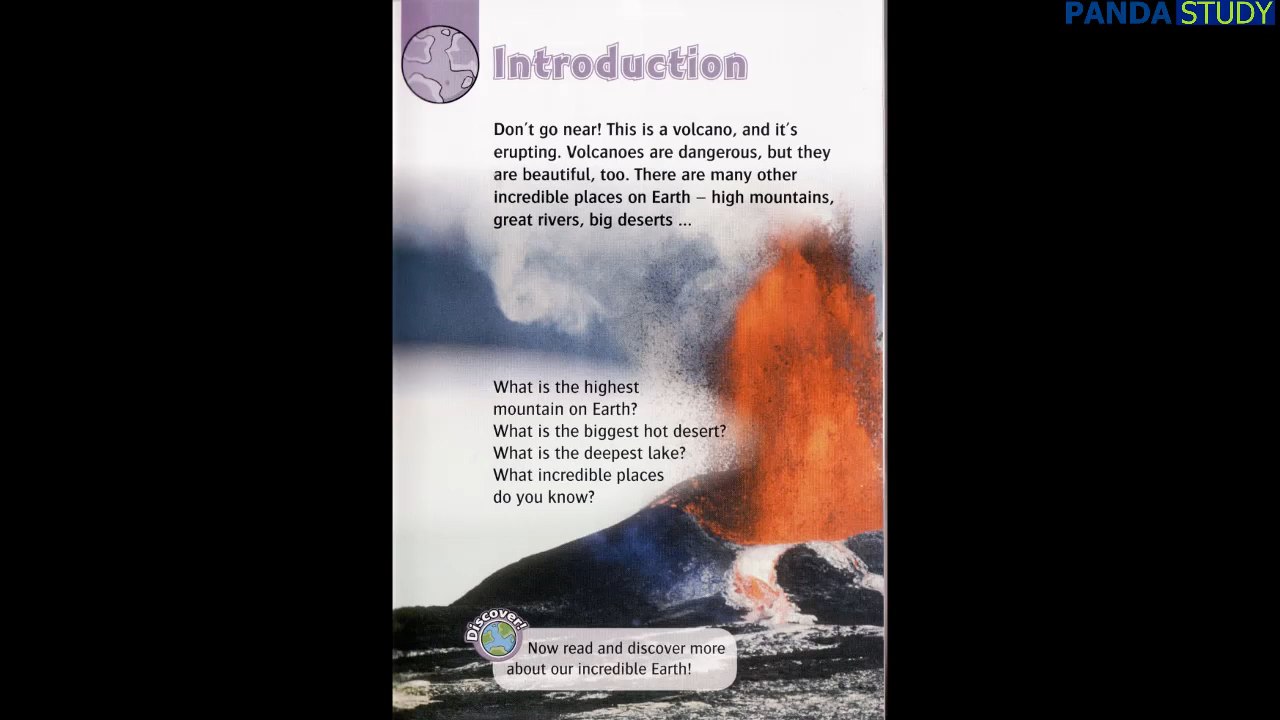 PANDA STUDY
Introduction
Don't go near! This is a volcano, and it's
erupting. Volcanoes are dangerous, but they
are beautiful, too. There are many other
incredible places on Earth – high mountains,
great rivers, big deserts ...
What is the highest
mountain on Earth?
What is the biggest hot desert?
What is the deepest lake?
What incredible places
do you know?
Discover!
Now read and discover more
about our incredible Earth!